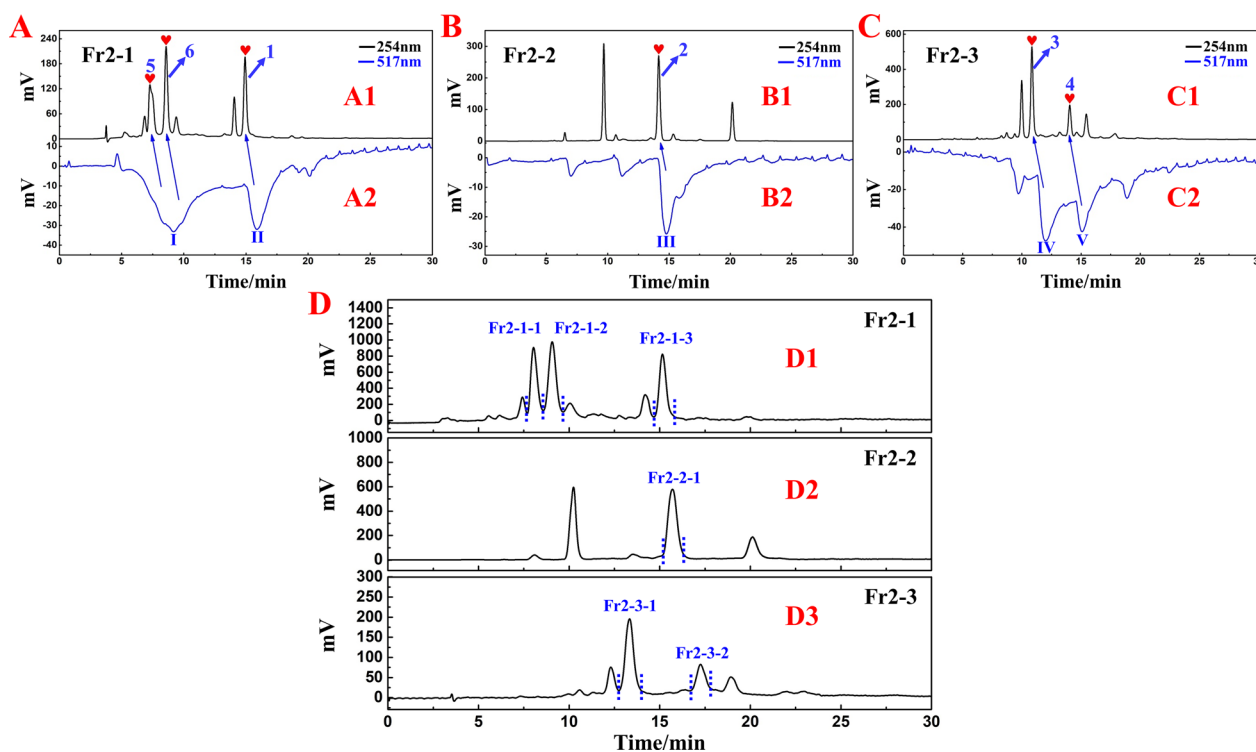 A
Fr2-1
254nm
517nm
5
6
1
A1
A2
I
II
mV
240
180
120
60
0
mV
10
0
-10
-20
-30
-40
0
5
10
15
20
25
30
Time/min
B
Fr2-2
254nm
517nm
2
B1
B2
III
mV
300
200
100
0
mV
0
-10
-20
-30
0
5
10
15
20
25
30
Time/min
C
Fr2-3
254nm
517nm
3
4
C1
C2
IV
V
mV
600
400
200
0
mV
0
-20
-40
0
5
10
15
20
25
30
Time/min
D
Fr2-1
Fr2-1-1
Fr2-1-2
Fr2-1-3
D1
mV
1400
1200
1000
800
600
400
200
0
Fr2-2
Fr2-2-1
D2
mV
1000
800
600
400
200
0
Fr2-3
Fr2-3-1
Fr2-3-2
D3
mV
300
250
200
150
100
50
0
0
5
10
15
20
25
30
Time/min